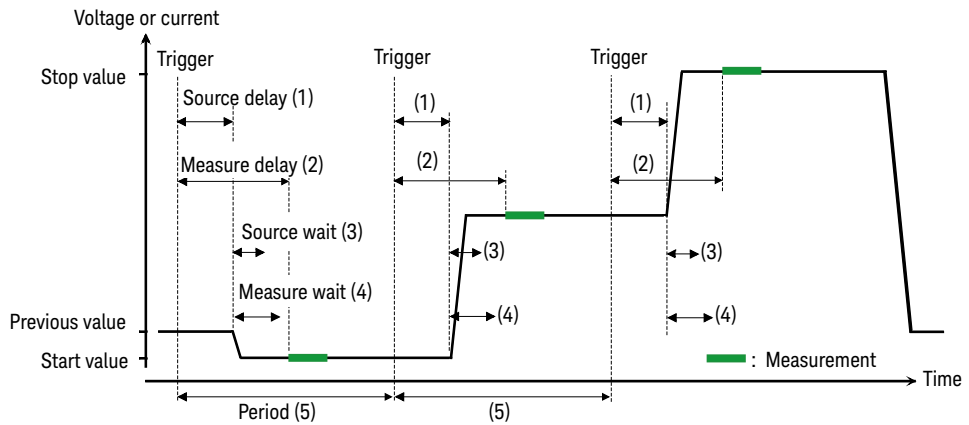 Voltage or current
Trigger
Trigger
Trigger
Stop value
Source delay (1)
(1)
(1)
Measure delay (2)
(2)
(2)
Source wait (3)
(3)
(3)
Measure wait (4)
(4)
(4)
Previous value
Start value
: Measurement
Time
Period (5)
(5)